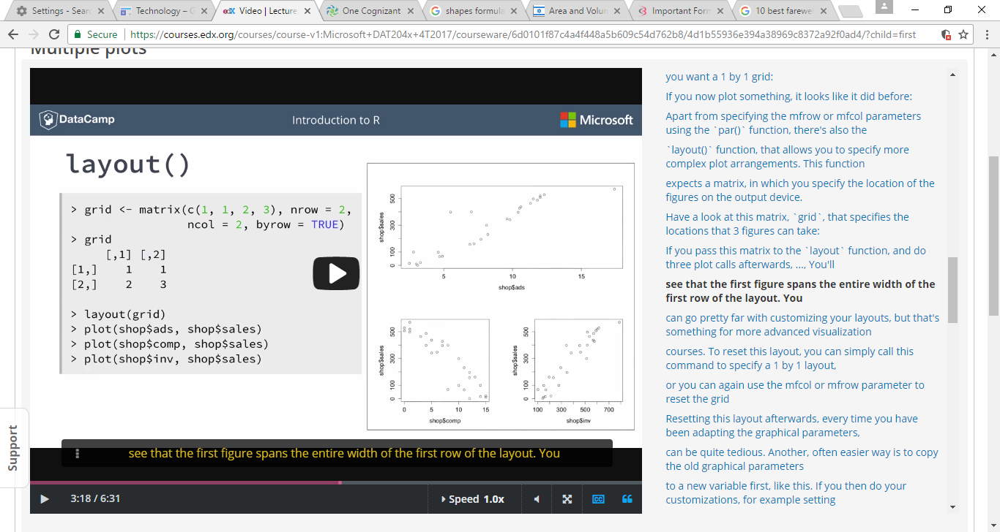 Settings - Sear
Technology – G
edX Video | Lecture
One Cognizant
shapes formula
Area and Volun
Important Form
10 best farewel
Secure
https://courses.edx.org/courses/course-v1:Microsoft+DAT204x+4T2017/courseware/6d0101f87c4a4f448a5b609c54d762b8/4d1b55936e394a38969c8372a92f0ad4/?child=first
Multiple plots
DataCamp
Introduction to R
Microsoft
layout()
> grid <- matrix(c(1, 1, 2, 3), nrow = 2,
ncol = 2, byrow = TRUE)
> grid
[,1] [,2]
[1,] 1 1
[2,] 2 3
> layout(grid)
> plot(shop$ads, shop$sales)
> plot(shop$comp, shop$sales)
> plot(shop$inv, shop$sales)
shop$sales
0 100 300 500
5 10 15
shop$ads
shop$sales
0 100 300 500
0 5 10 15
shop$comp
shop$sales
0 100 300 500
100 300 500 700
shop$inv
see that the first figure spans the entire width of the first row of the layout. You
3:18 / 6:31
Speed 1.0x
CC
Support
you want a 1 by 1 grid:
If you now plot something, it looks like it did before:
Apart from specifying the mfrow or mfcol parameters
using the `par()` function, there's also the
`layout()` function, that allows you to specify more
complex plot arrangements. This function
expects a matrix, in which you specify the location of the
figures on the output device.
Have a look at this matrix, `grid`, that specifies the
locations that 3 figures can take:
If you pass this matrix to the `layout` function, and do
three plot calls afterwards, ..., You'll
see that the first figure spans the entire width of the
first row of the layout. You
can go pretty far with customizing your layouts, but that's
something for more advanced visualization
courses. To reset this layout, you can simply call this
command to specify a 1 by 1 layout,
or you can again use the mfcol or mfrow parameter to
reset the grid
Resetting this layout afterwards, every time you have
been adapting the graphical parameters,
can be quite tedious. Another, often easier way is to copy
the old graphical parameters
to a new variable first, like this. If you then do your
customizations, for example setting